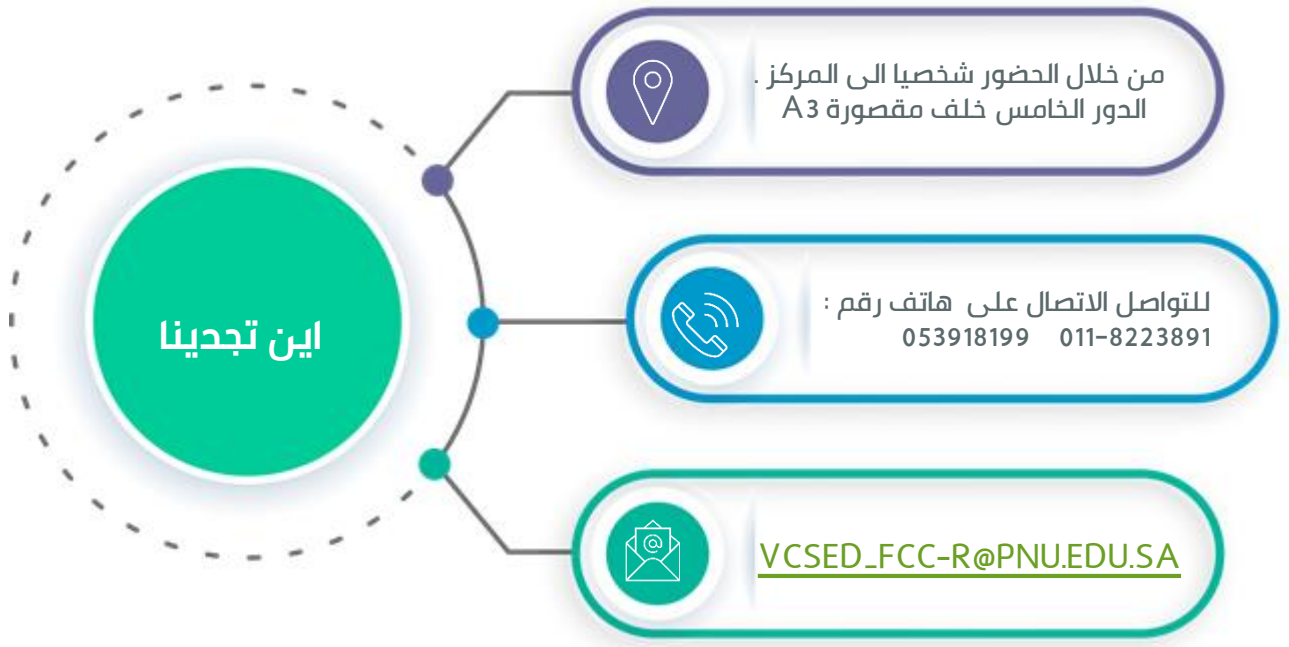 اين تجدينا
من خلال الحضور شخصيا الى المركز .
الدور الخامس خلف مقصورة A3
للتواصل الاتصال على هاتف رقم :
011-8223891 053918199
VCSED_FCC-R@PNU.EDU.SA